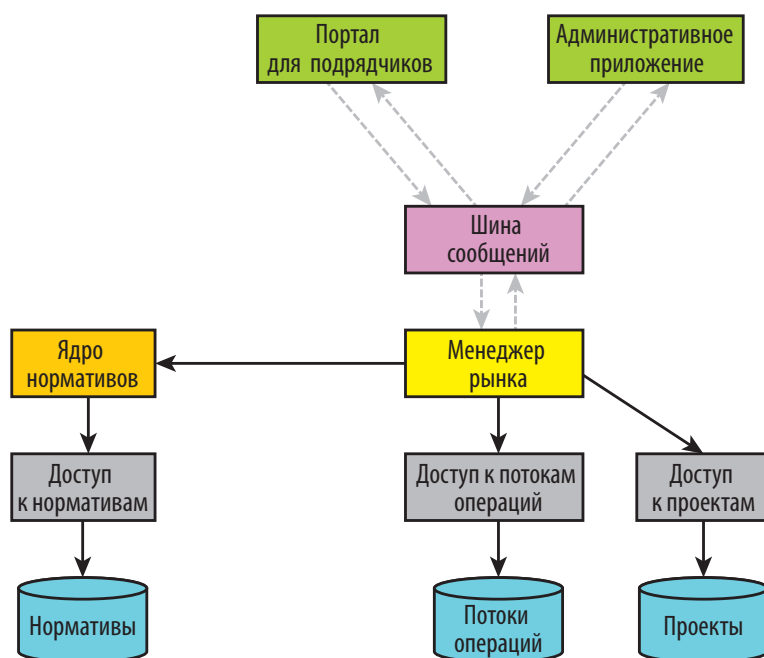 Портал
для подрядчиков
Административное
приложение
Шина
сообщений
Ядро
нормативов
Менеджер
рынка
Доступ
к нормативам
Доступ к потокам
операций
Доступ
к проектам
Нормативы
Потоки
операций
Проекты